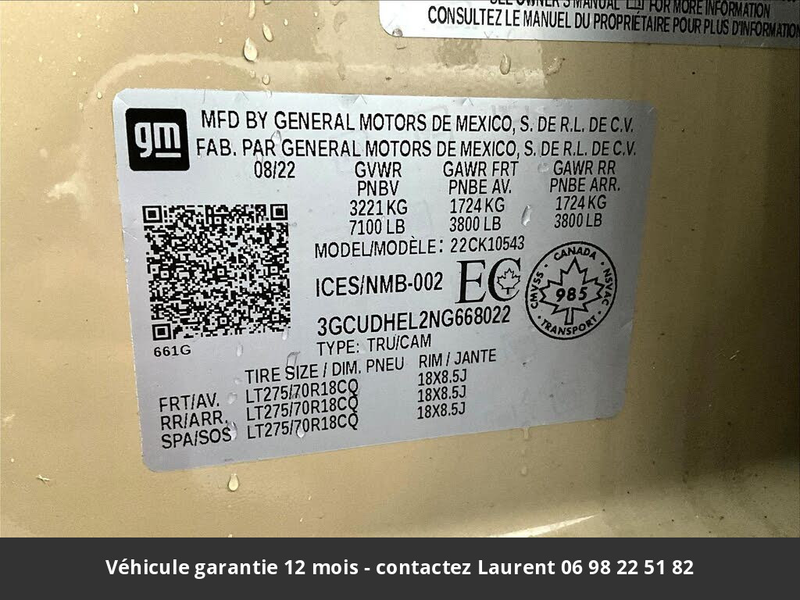 SEE OWNER'S MANUAL FOR MORE INFORMATION
CONSULTEZ LE MANUEL DU PROPRIÉTAIRE POUR PLUS D'INFORMATION
gm
MFD BY GENERAL MOTORS DE MEXICO, S. DE R.L. DE C.V.
FAB. PAR GENERAL MOTORS DE MEXICO, S. DE R.L. DE C.V.
08/22 GVWR GAWR FRT GAWR RR
PNBV PNBE AV. PNBE ARR.
3221 KG 1724 KG 1724 KG
7100 LB 3800 LB 3800 LB
MODEL/MODÈLE: 22CK10543
ICES/NMB-002 EC
CANADA
CMVSS 985 NSVAC
TRANSPORT
3GCUDHEL2NG668022
661G
TYPE: TRU/CAM
TIRE SIZE / DIM. PNEU RIM / JANTE
FRT/AV. LT275/70R18CQ 18X8.5J
RR/ARR. LT275/70R18CQ 18X8.5J
SPA/SOS LT275/70R18CQ 18X8.5J
Véhicule garantie 12 mois - contactez Laurent 06 98 22 51 82